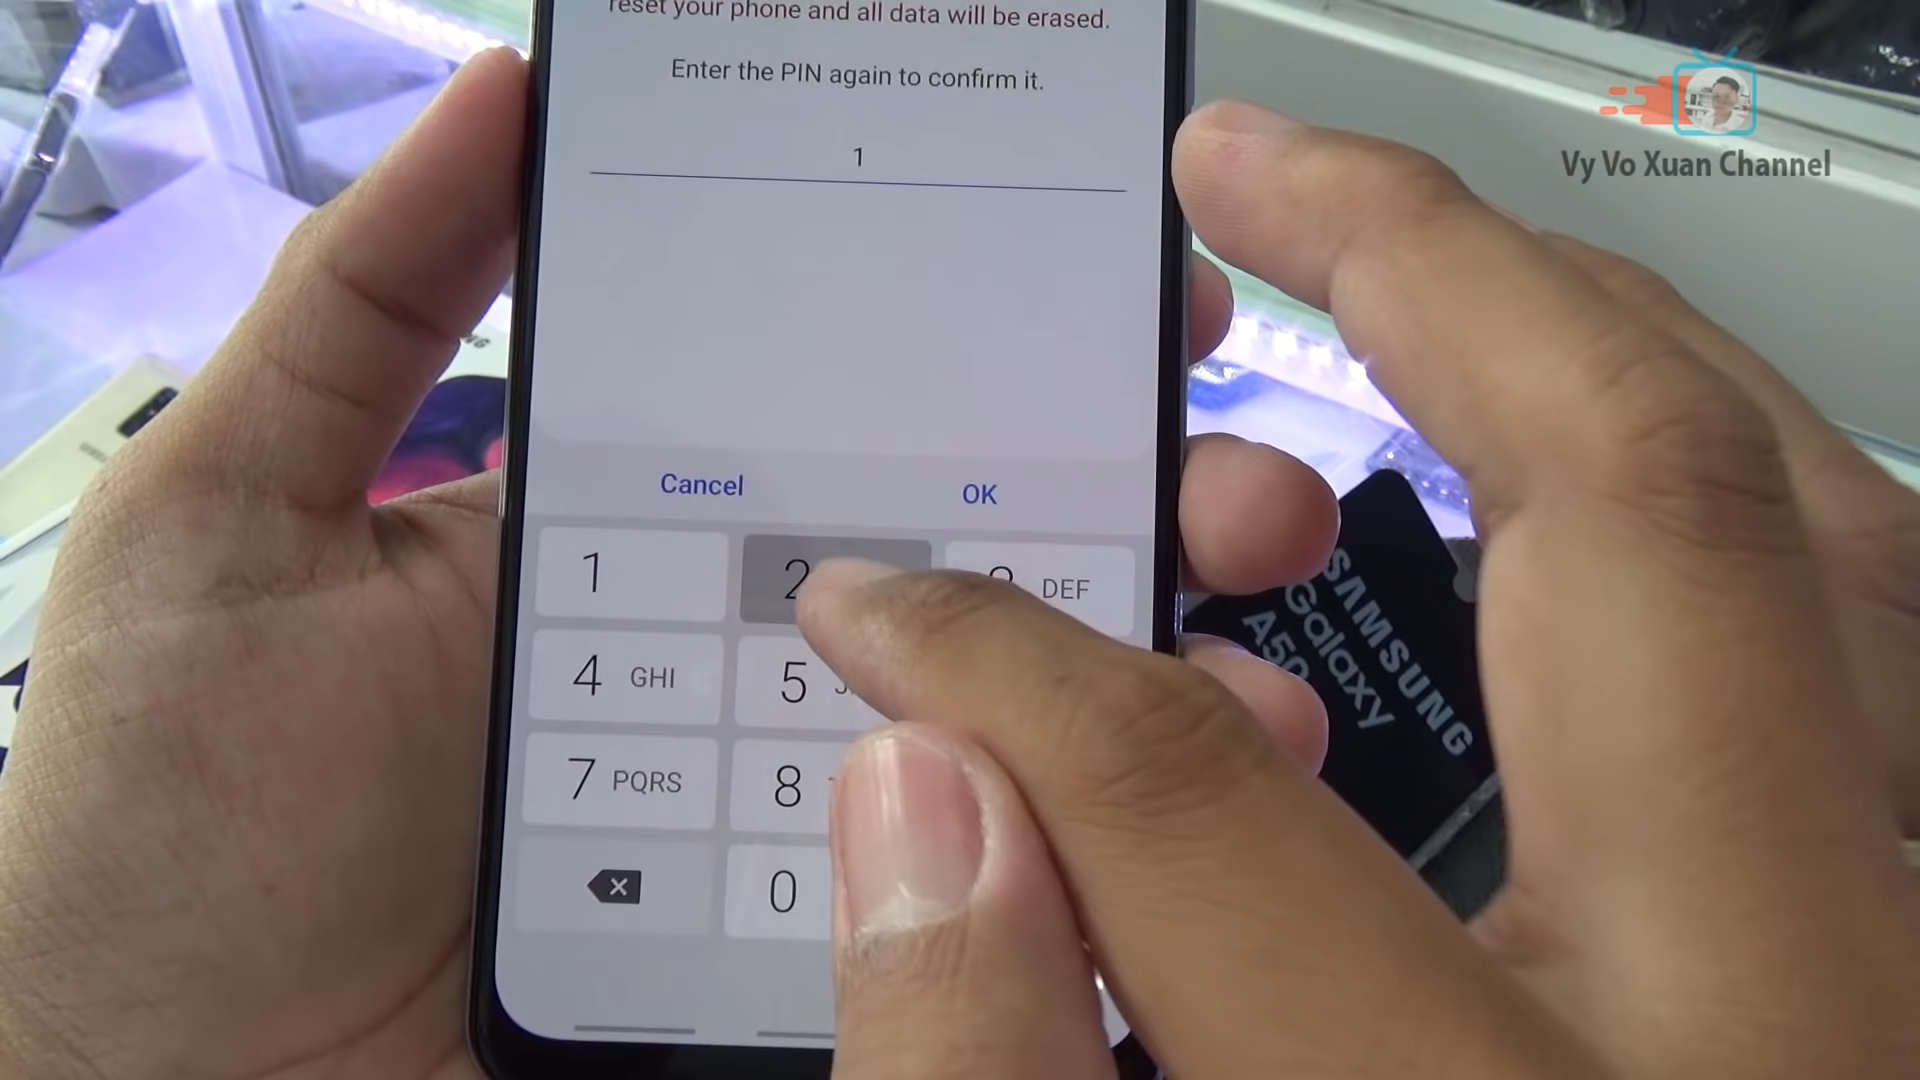 reset your phone and all data will be erased.
Enter the PIN again to confirm it.
1
Vy Vo Xuan Channel
Cancel
OK
1
2
DEF
4 GHI
5
7 PQRS
8
0
SAMSUNG
Galaxy
A50